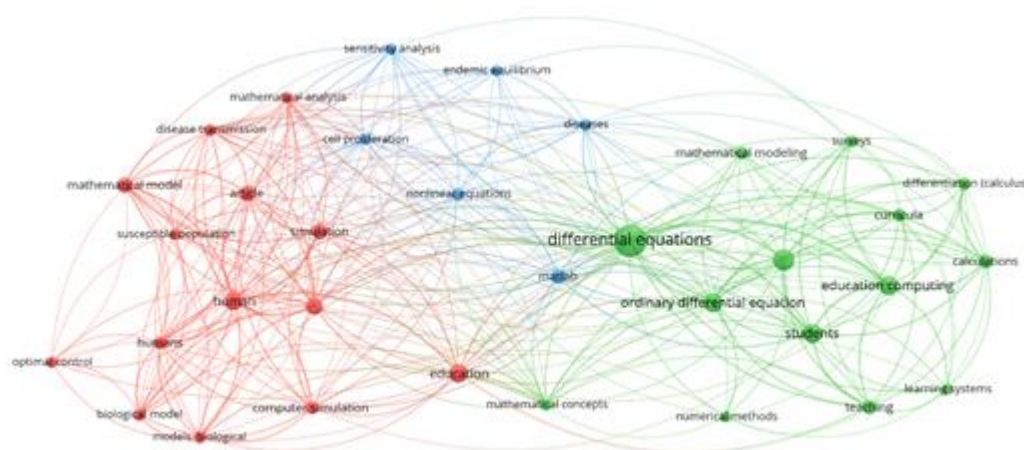 sensitivity analysis
endemic equilibrium
mathematical analysis
disease transmission
cell proliferation
diseases
mathematical modeling
surveys
mathematical model
article
nonlinear equations
differentiation (calculus
curricula
susceptible population
simulation
differential equations
matlab
calculations
education computing
human
ordinary differential equation
students
humans
optimal control
education
learning systems
biological model
computer simulation
mathematical concepts
numerical methods
teaching
models biological